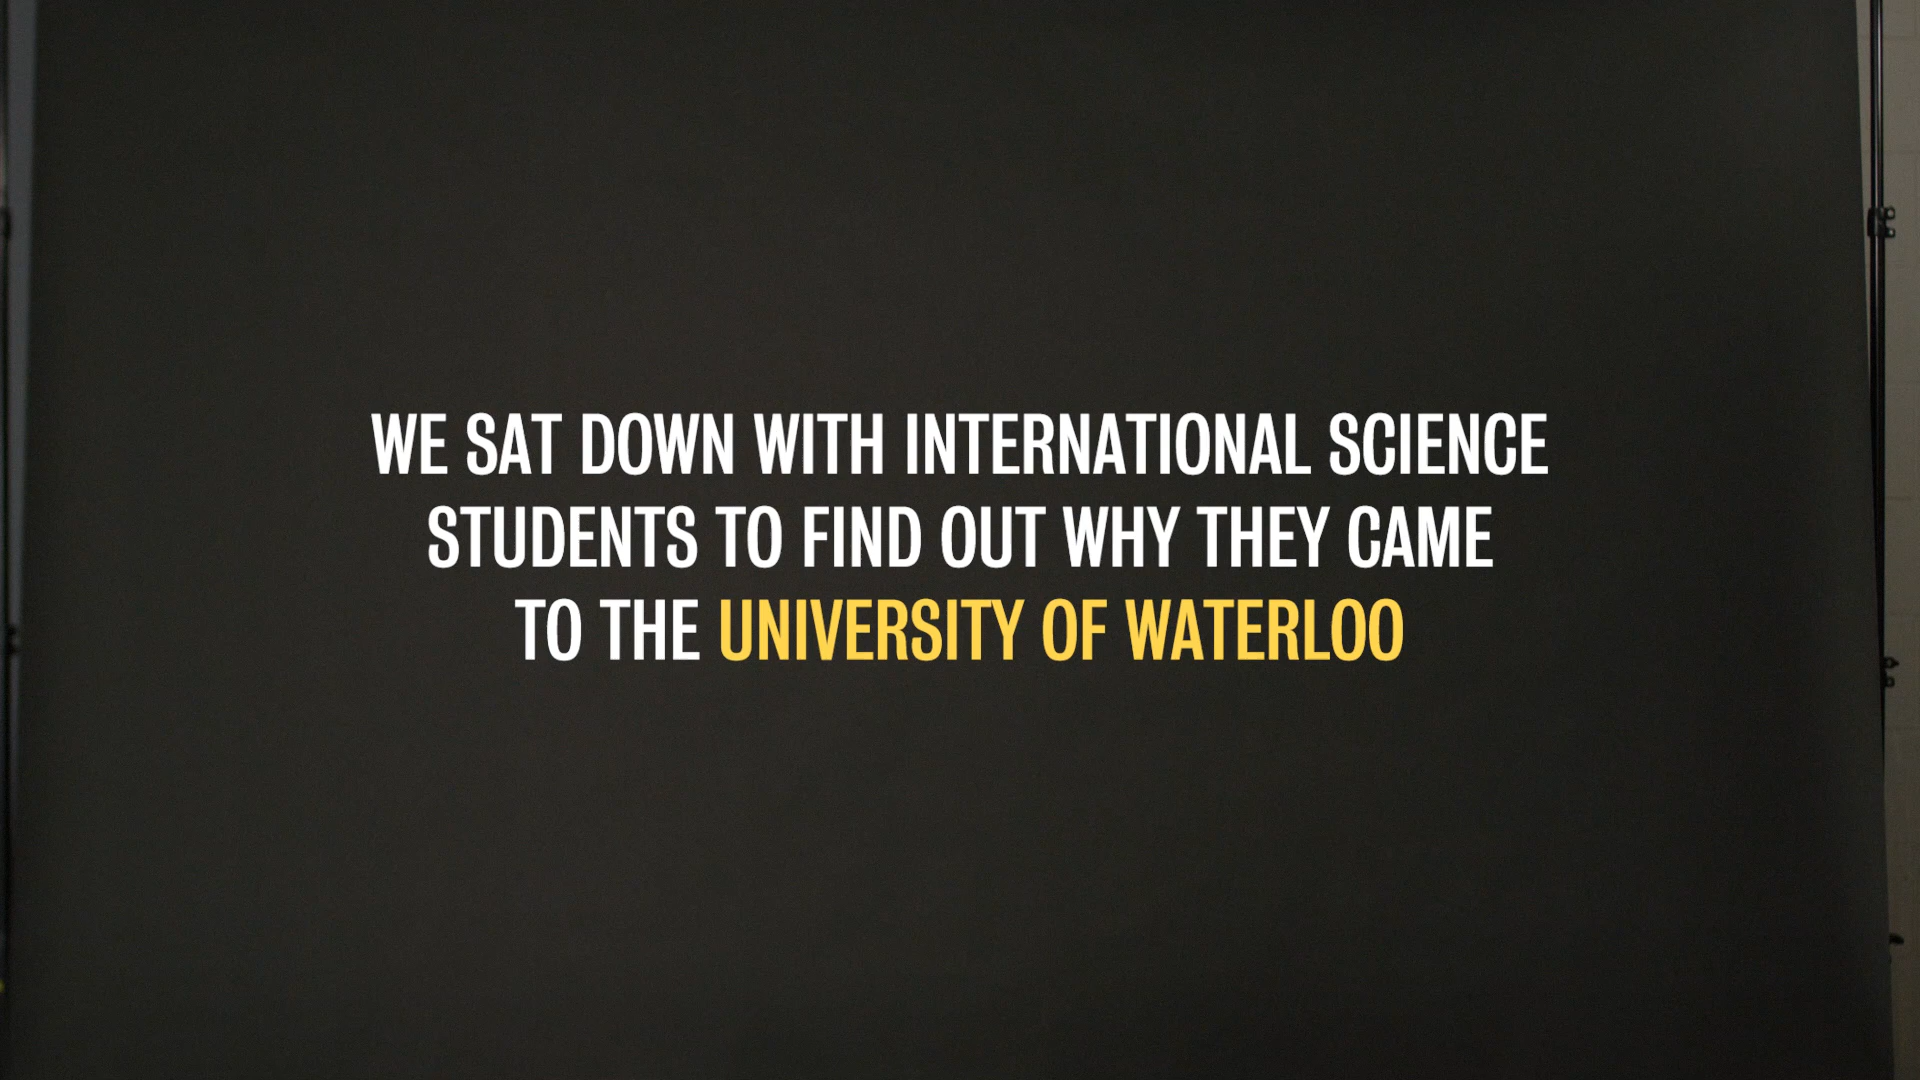 WE SAT DOWN WITH INTERNATIONAL SCIENCE
STUDENTS TO FIND OUT WHY THEY CAME
TO THE UNIVERSITY OF WATERLOO